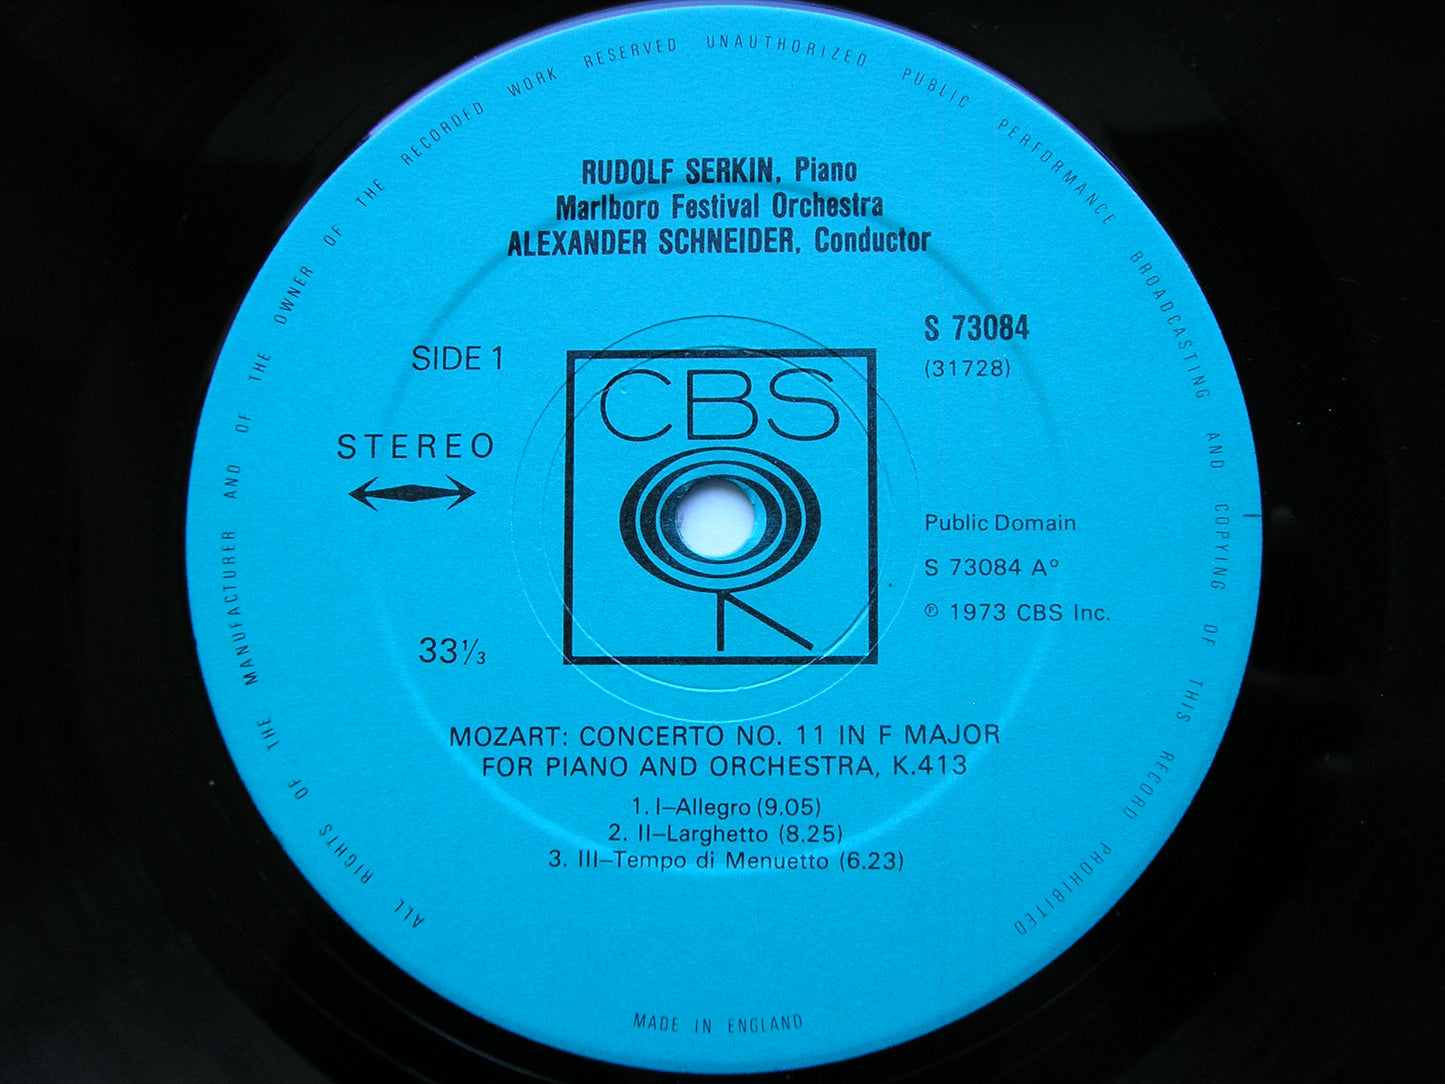 ALL RIGHTS OF THE MANUFACTURER AND OF THE OWNER OF THE RECORDED WORK RESERVED UNAUTHORIZED PUBLIC PERFORMANCE BROADCASTING AND COPYING OF THIS RECORD PROHIBITED
RUDOLF SERKIN, Piano
Marlboro Festival Orchestra
ALEXANDER SCHNEIDER, Conductor
S 73084
(31728)
SIDE 1
STEREO
CBS
Public Domain
S 73084 A°
℗ 1973 CBS Inc.
33⅓
MOZART: CONCERTO NO. 11 IN F MAJOR
FOR PIANO AND ORCHESTRA, K.413
1. I–Allegro (9.05)
2. II–Larghetto (8.25)
3. III–Tempo di Menuetto (6.23)
MADE IN ENGLAND